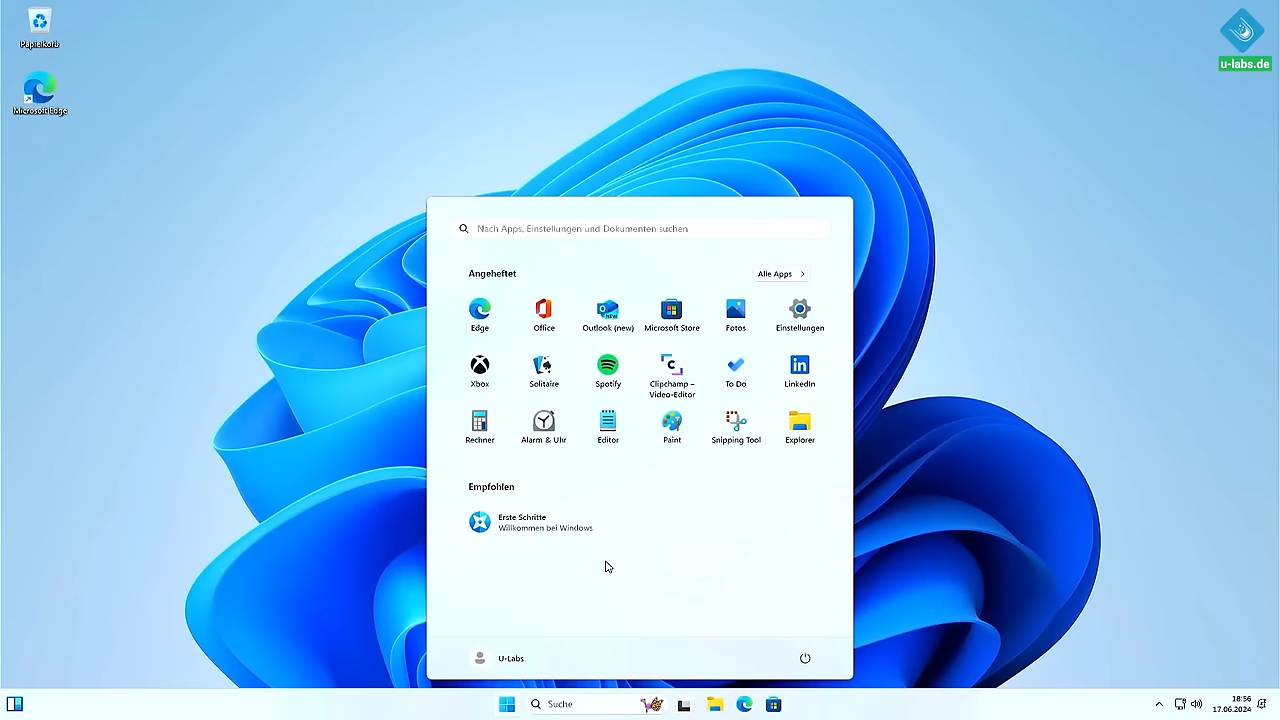 Papierkorb
Microsoft Edge
u-labs.de
Nach Apps, Einstellungen und Dokumenten suchen
Angeheftet
Alle Apps
Edge
Office
Outlook (new)
Microsoft Store
Fotos
Einstellungen
Xbox
Solitaire
Spotify
Clipchamp –
Video-Editor
To Do
LinkedIn
Rechner
Alarm & Uhr
Editor
Paint
Snipping Tool
Explorer
Empfohlen
Erste Schritte
Willkommen bei Windows
U-Labs
Suche
18:56
17.06.2024